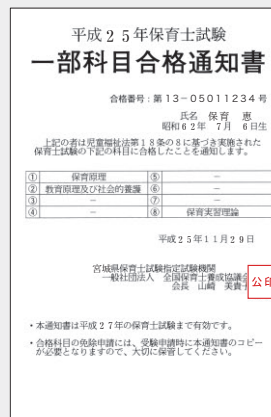 平成２５年保育士試験
一部科目合格通知書
合格番号：第１３－０５０１１２３４号
氏名　保育　恵
昭和６２年　７月　６日生
上記の者は児童福祉法第１８条の８に基づき実施された
保育士試験の下記の科目に合格したことを通知します。
① 保育原理 ⑤ －
② 教育原理及び社会的養護 ⑥ －
③ － ⑦ －
④ － ⑧ 保育実習理論
平成２５年１１月２９日
宮城県保育士試験指定試験機関
一般社団法人　全国保育士養成協議会
会長　山崎　美貴子
公印
・本通知書は平成２７年の保育士試験まで有効です。
・合格科目の免除申請には、受験申請時に本通知書のコピー
が必要となりますので、大切に保管してください。